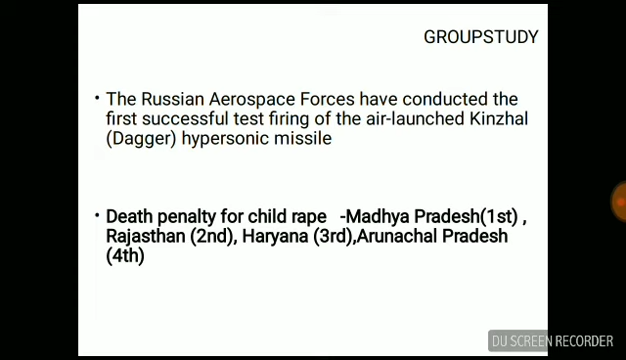 GROUPSTUDY
• The Russian Aerospace Forces have conducted the
first successful test firing of the air-launched Kinzhal
(Dagger) hypersonic missile
• Death penalty for child rape -Madhya Pradesh(1st) ,
Rajasthan (2nd), Haryana (3rd),Arunachal Pradesh
(4th)
DU SCREEN RECORDER